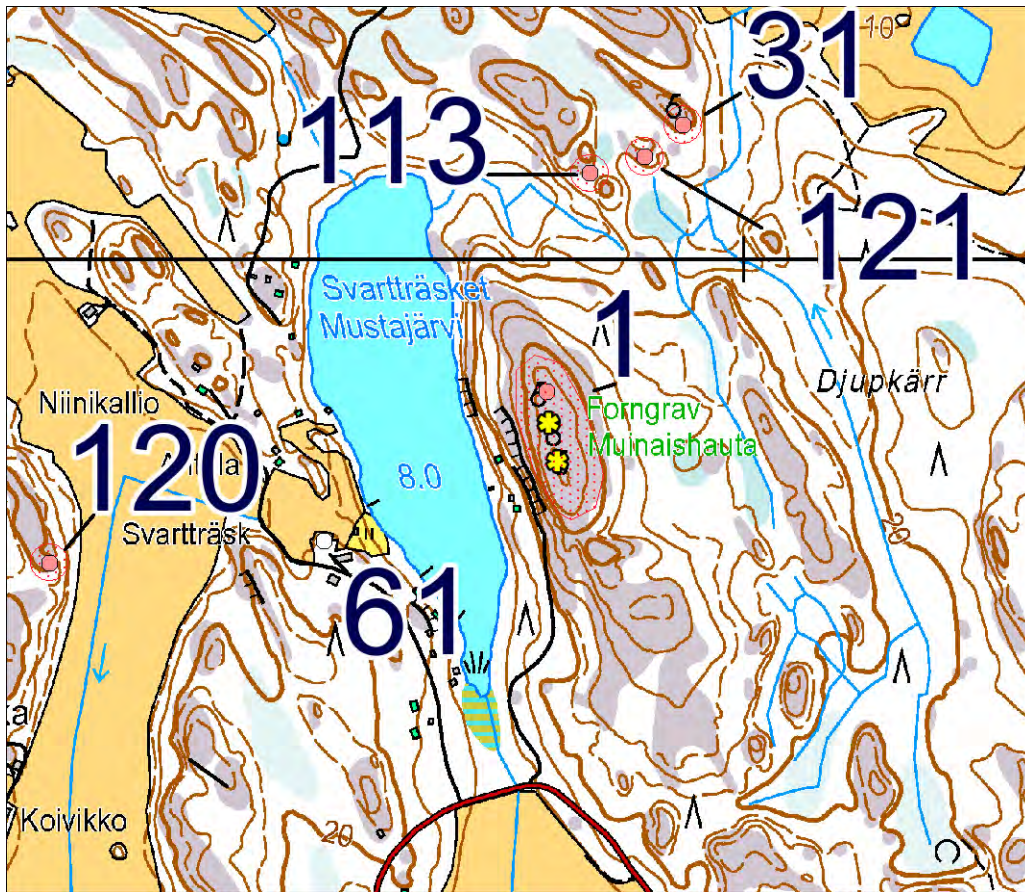 10
31
113
121
Svartträsket
Mustajärvi
1
Djupkärr
Niinikallio
Forngrav
Muinaishauta
120
8.0
Svartträsk
20
61
ka
Koivikko
20